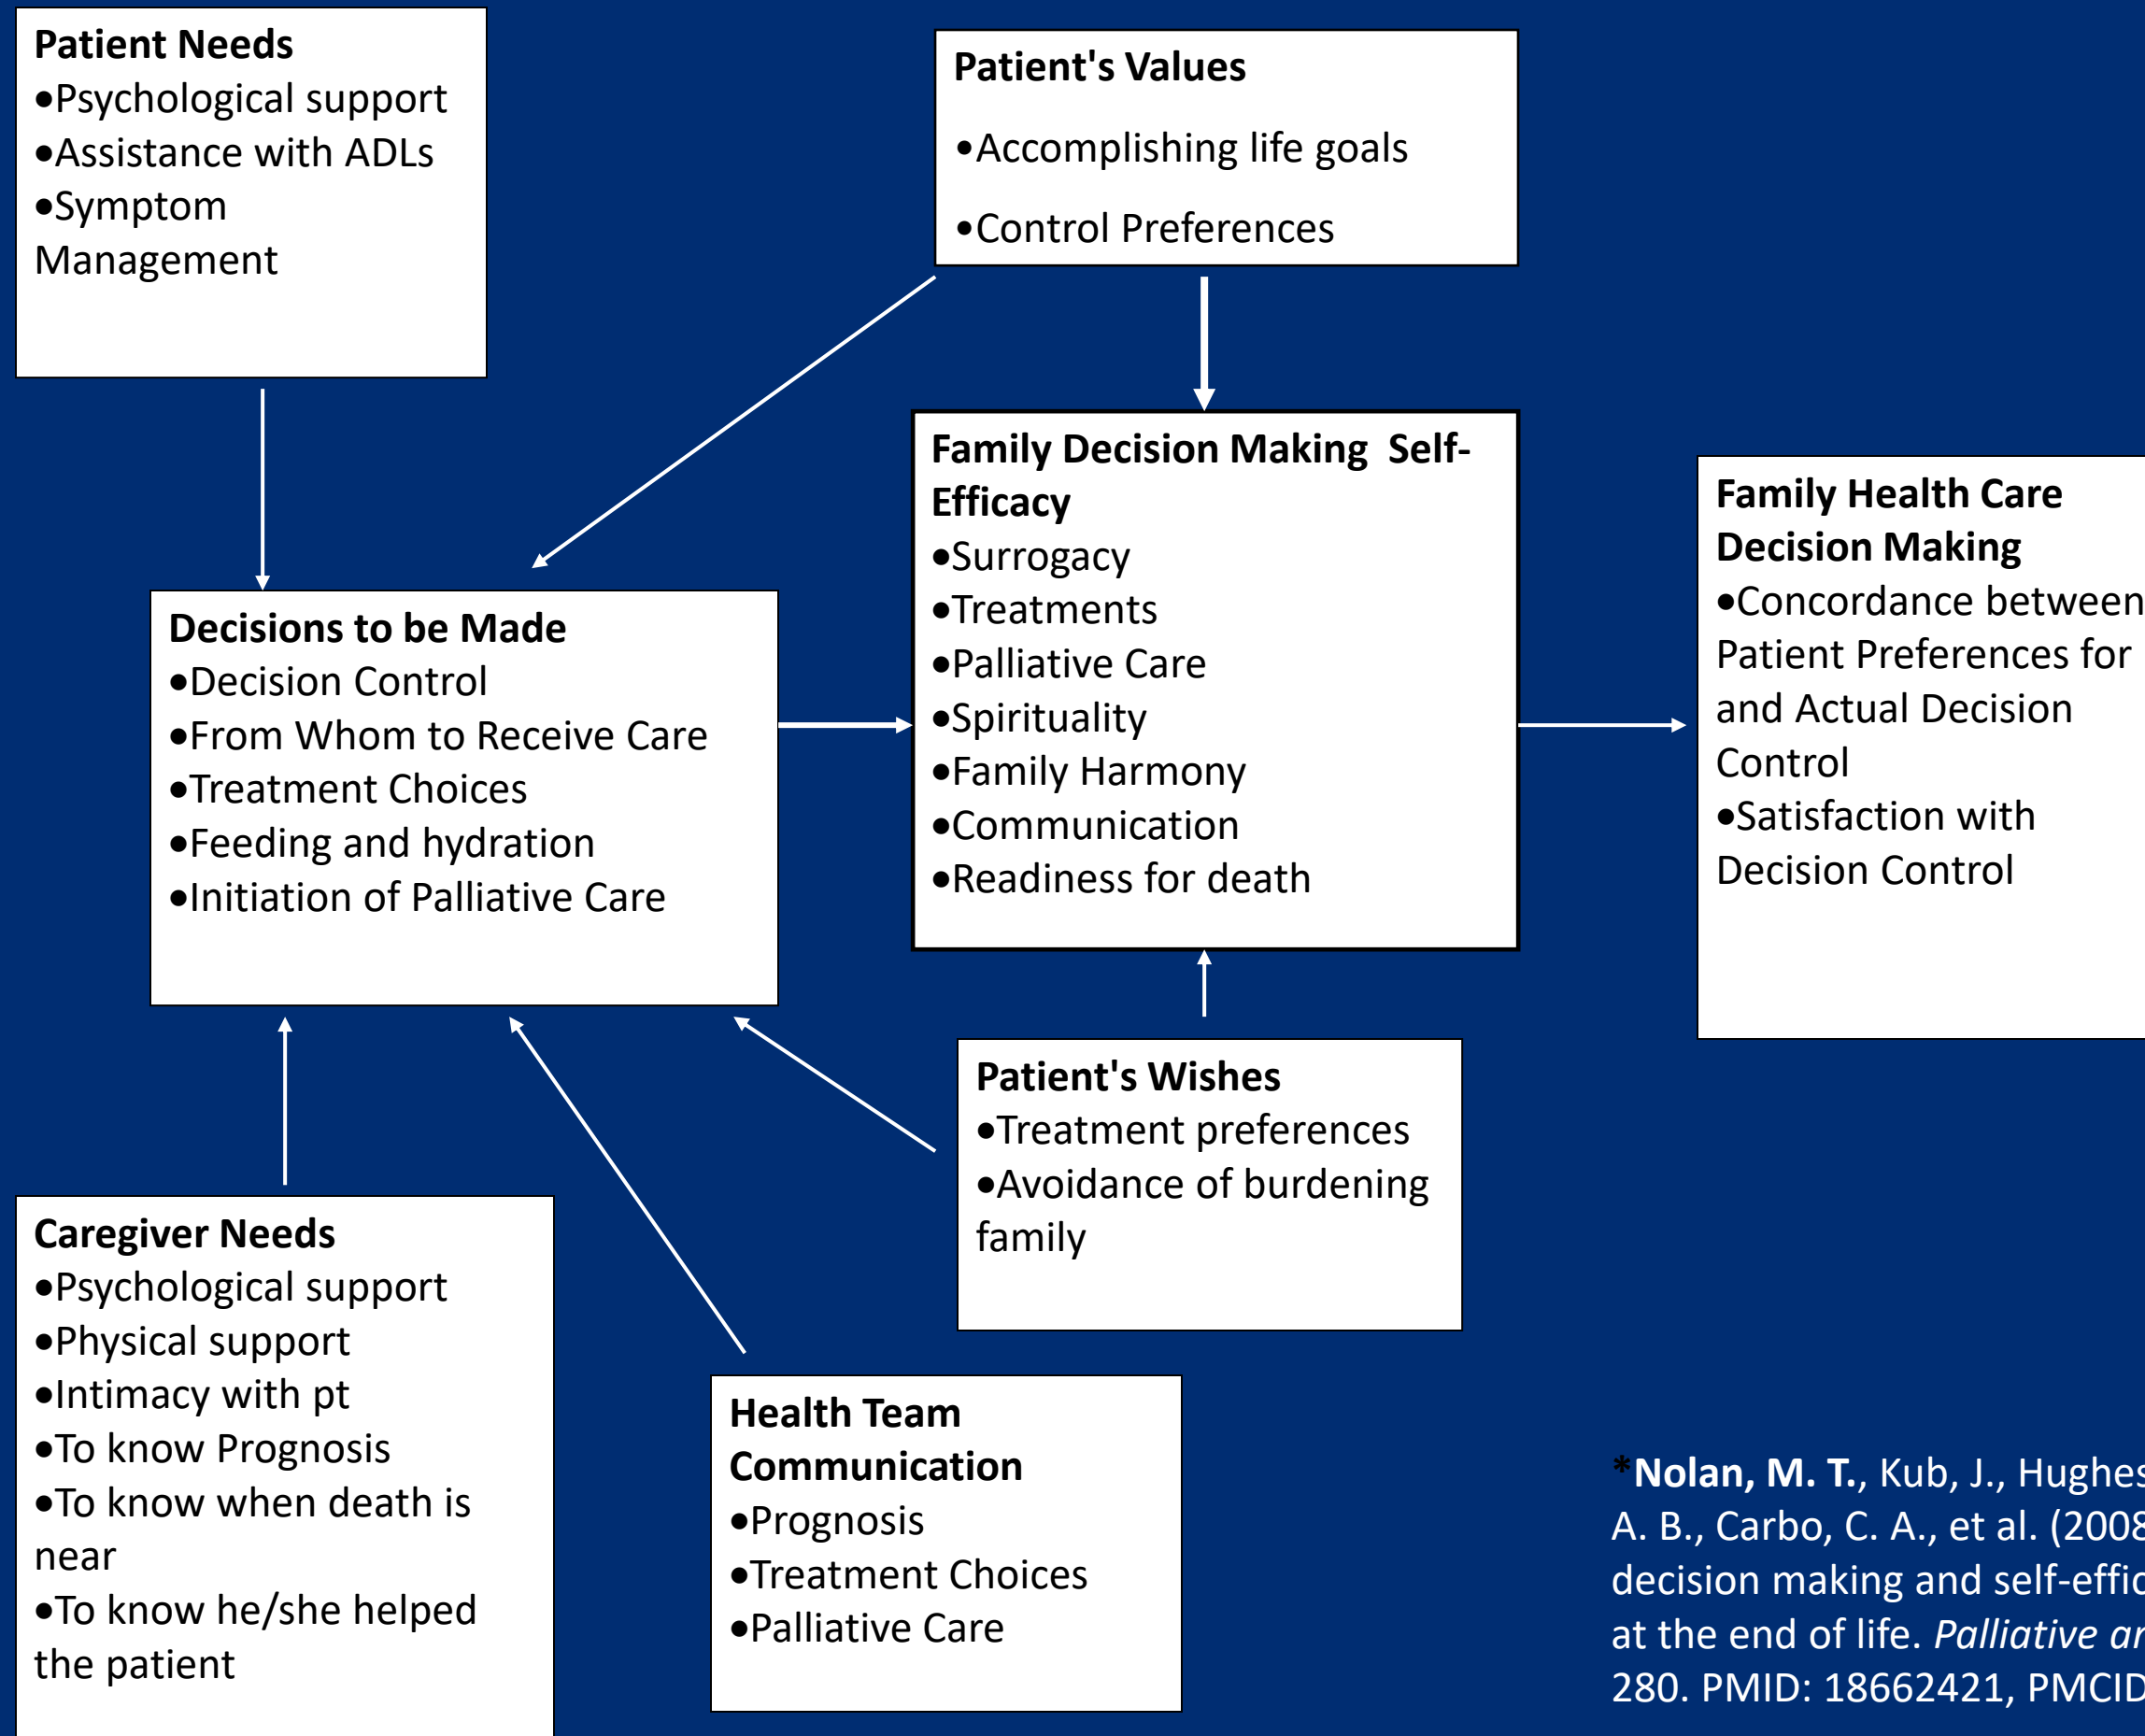 Patient Needs
•Psychological support
•Assistance with ADLs
•Symptom
Management
Patient's Values
•Accomplishing life goals
•Control Preferences
Family Decision Making  Self-
Efficacy
•Surrogacy
•Treatments
•Palliative Care
•Spirituality
•Family Harmony
•Communication
•Readiness for death
Family Health Care
Decision Making
•Concordance between
Patient Preferences for
and Actual Decision
Control
•Satisfaction with
Decision Control
Decisions to be Made
•Decision Control
•From Whom to Receive Care
•Treatment Choices
•Feeding and hydration
•Initiation of Palliative Care
Patient's Wishes
•Treatment preferences
•Avoidance of burdening
family
Caregiver Needs
•Psychological support
•Physical support
•Intimacy with pt
•To know Prognosis
•To know when death is
near
•To know he/she helped
the patient
Health Team
Communication
•Prognosis
•Treatment Choices
•Palliative Care
*Nolan, M. T., Kub, J., Hughes
A. B., Carbo, C. A., et al. (2008
decision making and self-effic
at the end of life. Palliative an
280. PMID: 18662421, PMCID